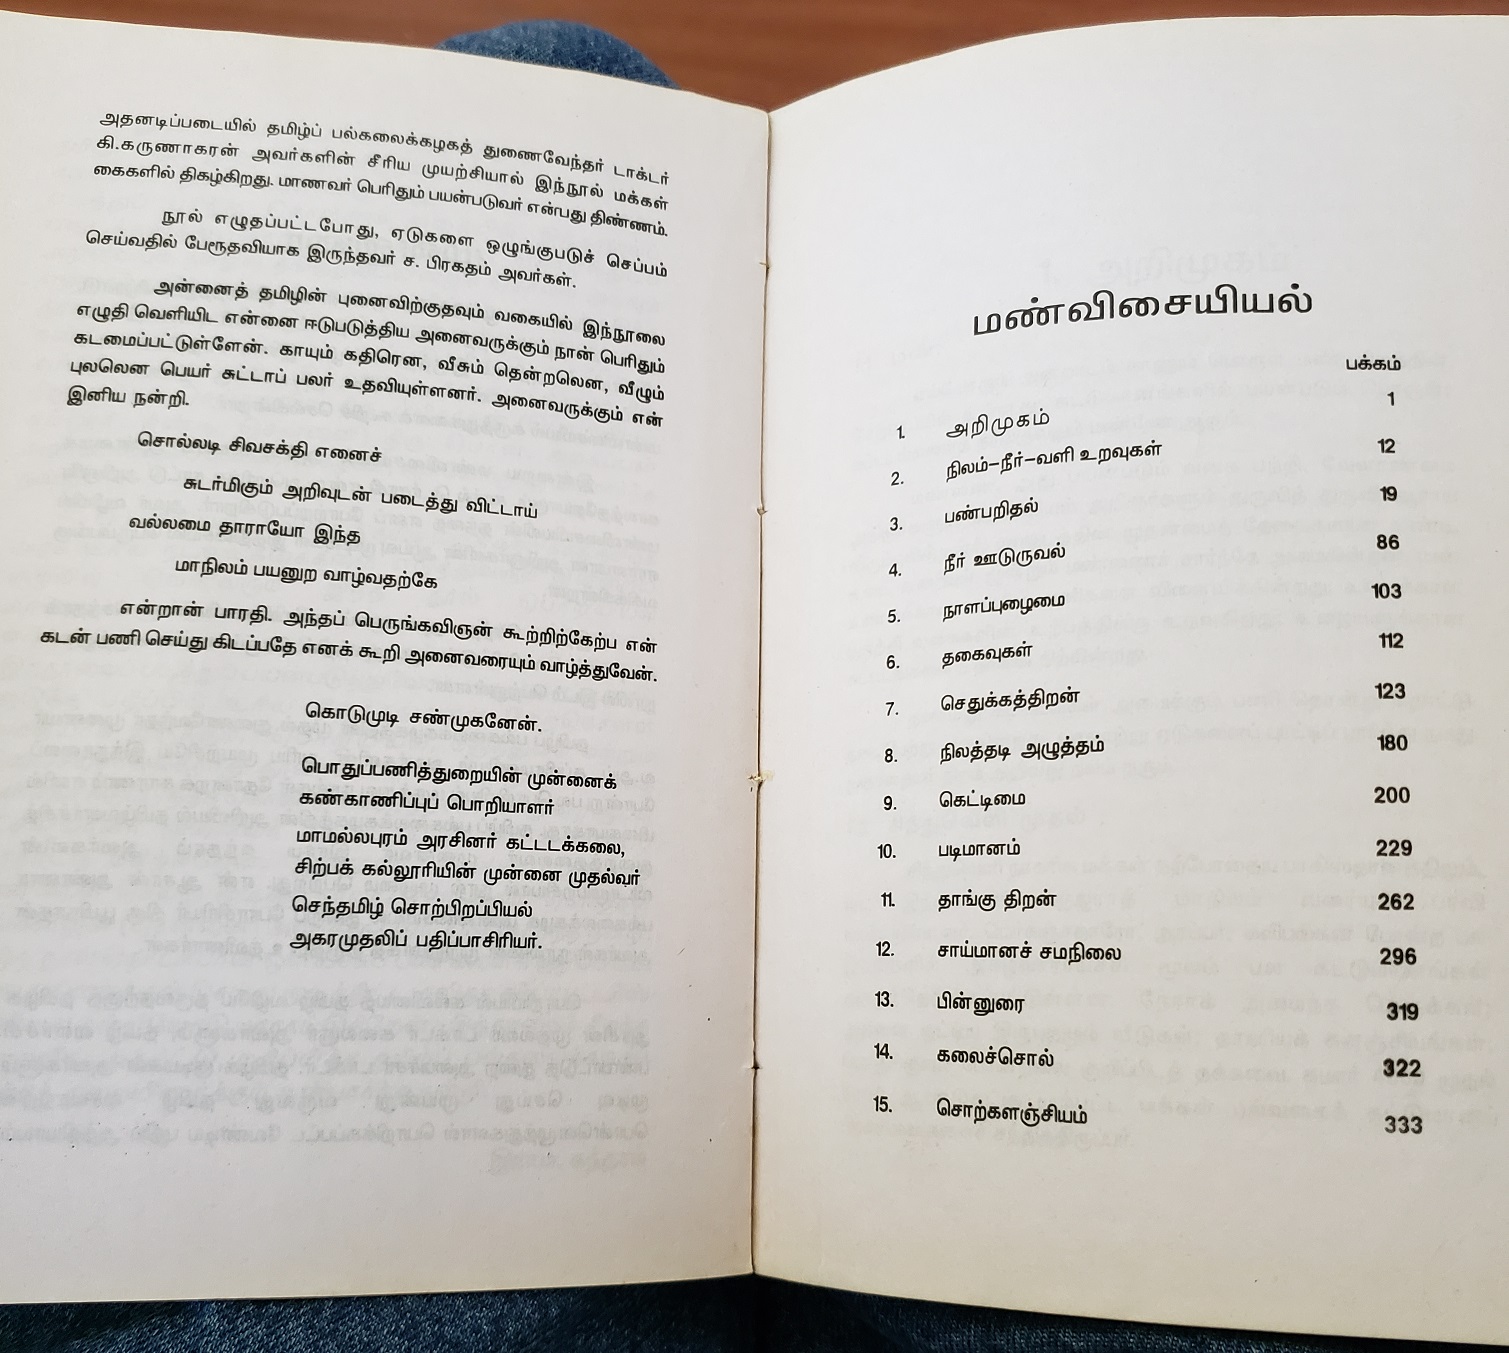 அதனடிப்படையில் தமிழ்ப் பல்கலைக்கழகத் துணைவேந்தர் டாக்டர்
கி.கருணாகரன் அவர்களின் சீரிய முயற்சியால் இந்நூல் மக்கள்
கைகளில் திகழ்கிறது. மாணவர் பெரிதும் பயன்படுவர் என்பது திண்ணம்.
நூல் எழுதப்பட்டபோது, ஏடுகளை ஒழுங்குபடுச் செப்பம்
செய்வதில் பேரூதவியாக இருந்தவர் ச. பிரகதம் அவர்கள்.
அன்னைத் தமிழின் புனைவிற்குதவும் வகையில் இந்நூலை
எழுதி வெளியிட என்னை ஈடுபடுத்திய அனைவருக்கும் நான் பெரிதும்
கடமைப்பட்டுள்ளேன். காயும் கதிரென, வீசும் தென்றலென, வீழும்
புலலென பெயர் சுட்டாப் பலர் உதவியுள்ளனர். அனைவருக்கும் என்
இனிய நன்றி.
சொல்லடி சிவசக்தி எனைச்
சுடர்மிகும் அறிவுடன் படைத்து விட்டாய்
வல்லமை தாராயோ இந்த
மாநிலம் பயனுற வாழ்வதற்கே
என்றான் பாரதி. அந்தப் பெருங்கவிஞன் கூற்றிற்கேற்ப என்
கடன் பணி செய்து கிடப்பதே எனக் கூறி அனைவரையும் வாழ்த்துவேன்.
கொடுமுடி சண்முகனேன்.
பொதுப்பணித்துறையின் முன்னைக்
கண்காணிப்புப் பொறியாளர்
மாமல்லபுரம் அரசினர் கட்டடக்கலை,
சிற்பக் கல்லூரியின் முன்னை முதல்வர்
செந்தமிழ் சொற்பிறப்பியல்
அகரமுதலிப் பதிப்பாசிரியர்.
மண்விசையியல்
பக்கம்
1. அறிமுகம் 1
2. நிலம்–நீர்–வளி உறவுகள் 12
3. பண்பறிதல் 19
4. நீர் ஊடுருவல் 86
5. நாளப்புழைமை 103
6. தகைவுகள் 112
7. செதுக்கத்திறன் 123
8. நிலத்தடி அழுத்தம் 180
9. கெட்டிமை 200
10. படிமானம் 229
11. தாங்கு திறன் 262
12. சாய்மானச் சமநிலை 296
13. பின்னுரை 319
14. கலைச்சொல் 322
15. சொற்களஞ்சியம் 333